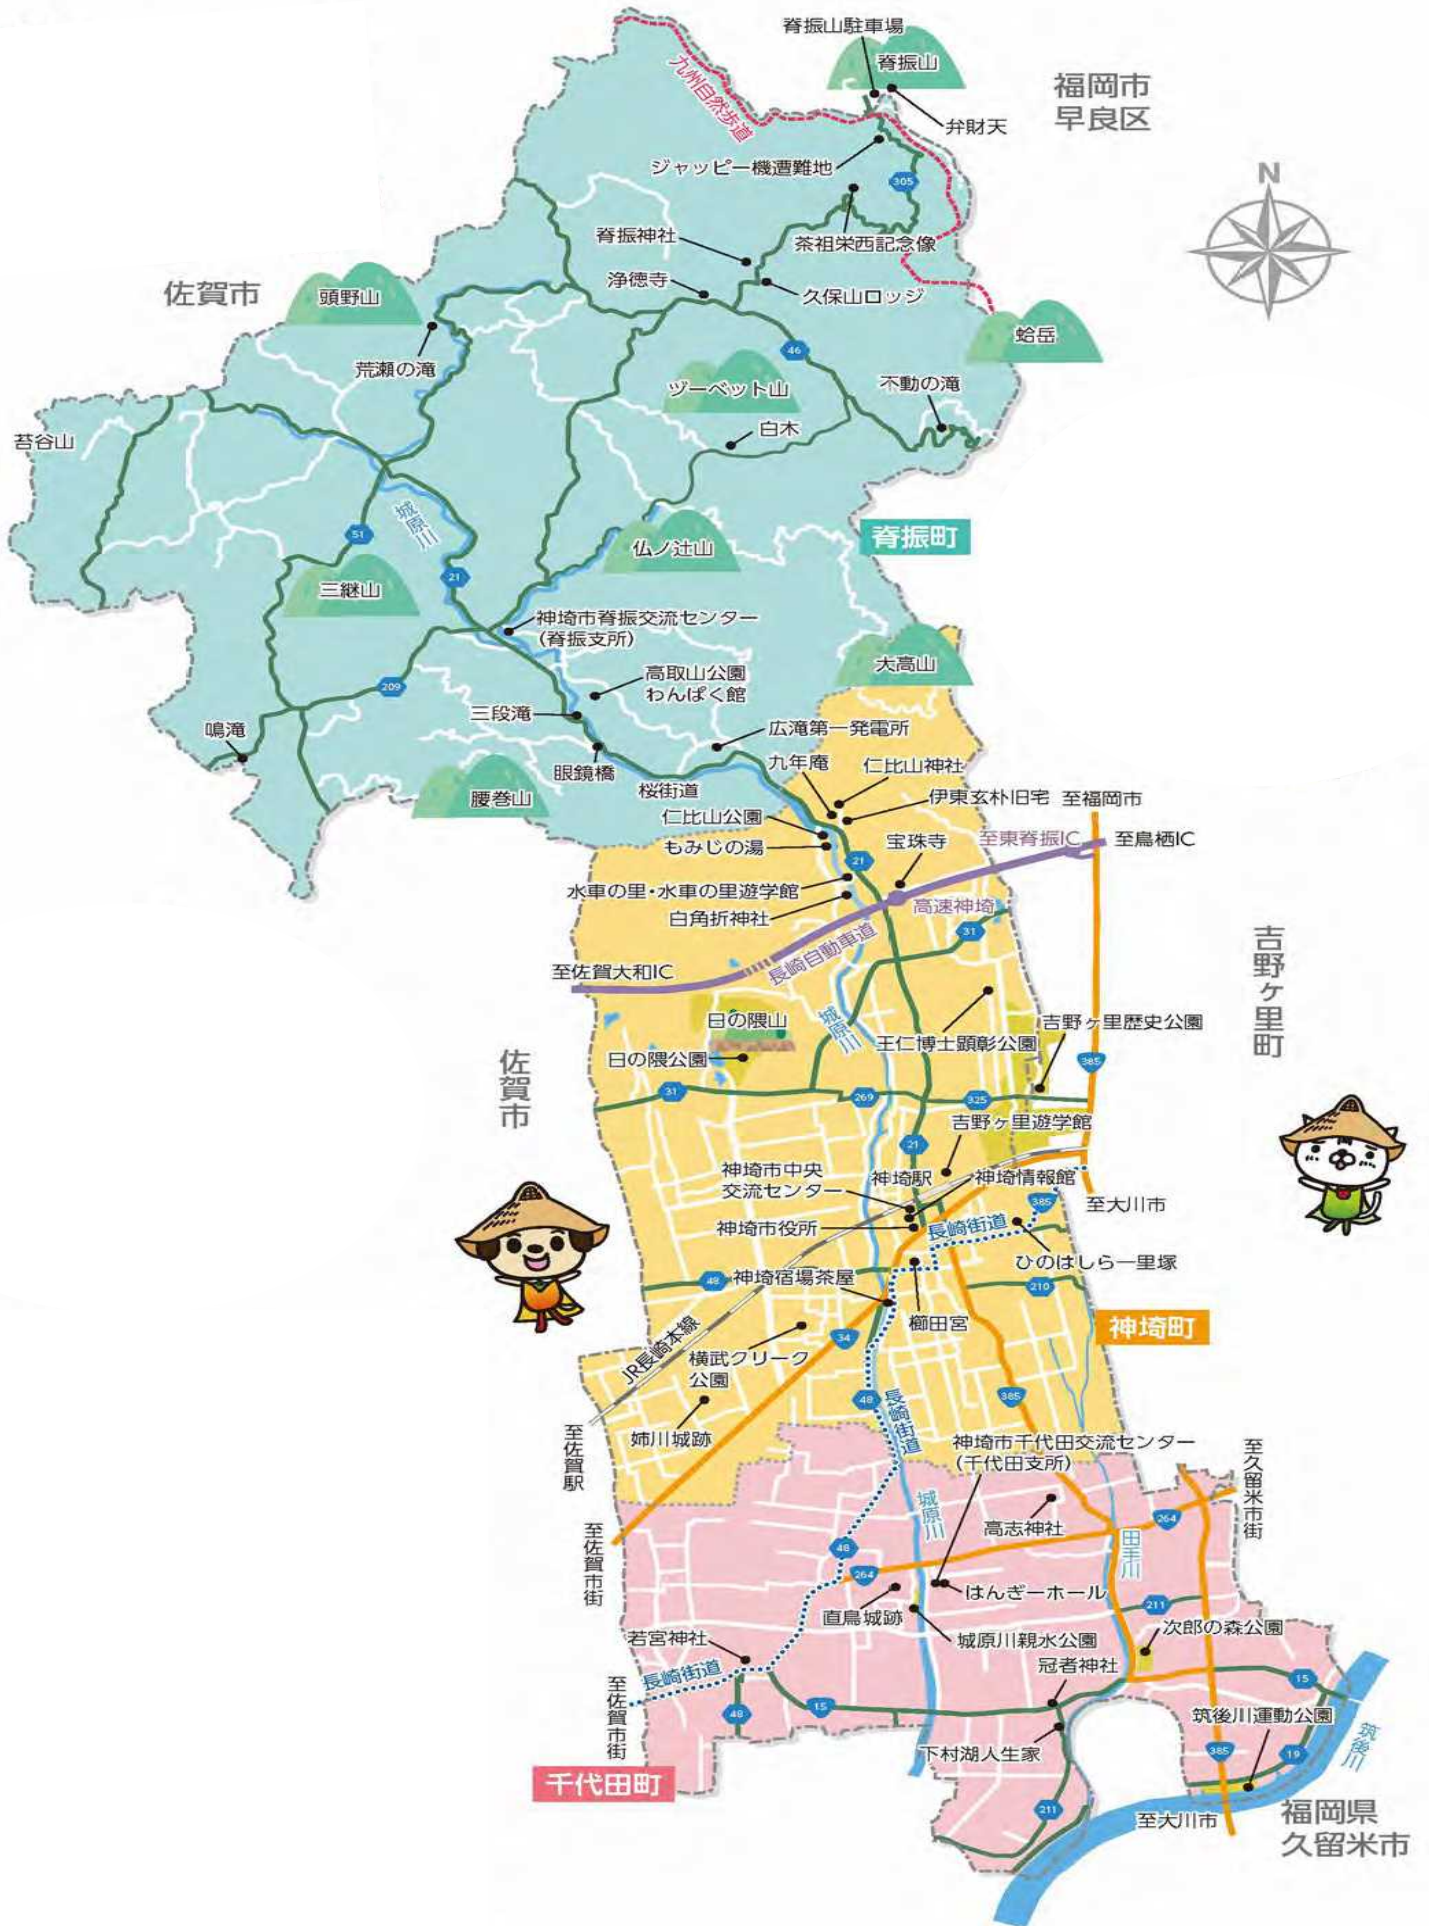 脊振山駐車場
脊振山
福岡市
早良区
九州自然歩道
弁財天
ジャッピー機遭難地
305
N
茶祖栄西記念像
脊振神社
浄徳寺
久保山ロッジ
佐賀市
頭野山
蛤岳
荒瀬の滝
46
ヅーベット山
不動の滝
白木
苔谷山
城原川
51
脊振町
仏ノ辻山
21
三継山
神埼市脊振交流センター
(脊振支所)
大高山
高取山公園
わんぱく館
209
三段滝
鳴滝
広滝第一発電所
眼鏡橋
九年庵
仁比山神社
桜街道
腰巻山
伊東玄朴旧宅
至福岡市
仁比山公園
もみじの湯
宝珠寺
至東脊振IC
至鳥栖IC
21
水車の里・水車の里遊学館
白角折神社
高速神埼
31
長崎自動車道
至佐賀大和IC
吉野ヶ里町
城原川
日の隈山
吉野ヶ里歴史公園
王仁博士顕彰公園
日の隈公園
佐賀市
385
31
269
325
吉野ヶ里遊学館
21
神埼市中央
交流センター
神埼駅
神埼情報館
385
至大川市
神埼市役所
長崎街道
ひのはしら一里塚
48
神埼宿場茶屋
210
櫛田宮
神埼町
34
JR長崎本線
横武クリーク
公園
48
385
長崎街道
姉川城跡
至佐賀駅
神埼市千代田交流センター
(千代田支所)
至久留米市街
城原川
高志神社
264
田手川
至佐賀市街
48
264
はんぎーホール
211
直鳥城跡
次郎の森公園
若宮神社
城原川親水公園
冠者神社
長崎街道
至佐賀市街
15
48
15
筑後川運動公園
筑後川
下村湖人生家
385
19
千代田町
211
至大川市
福岡県
久留米市